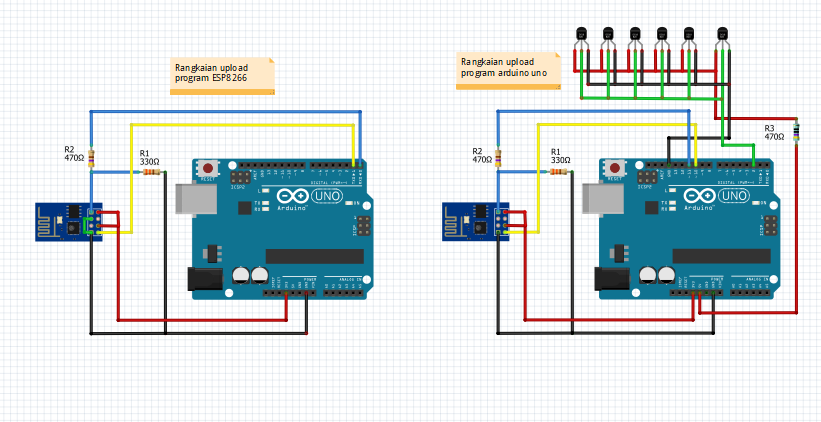 Rangkaian upload
program ESP8266
R2
470Ω
R1
330Ω
RESET
ICSP2
L
TX
RX
Arduino
UNO
ON
DIGITAL (PWM~)
ICSP
POWER
ANALOG IN
Rangkaian upload
program arduino uno
R2
470Ω
R1
330Ω
R3
470Ω
RESET
ICSP2
L
TX
RX
Arduino
UNO
ON
DIGITAL (PWM~)
ICSP
POWER
ANALOG IN